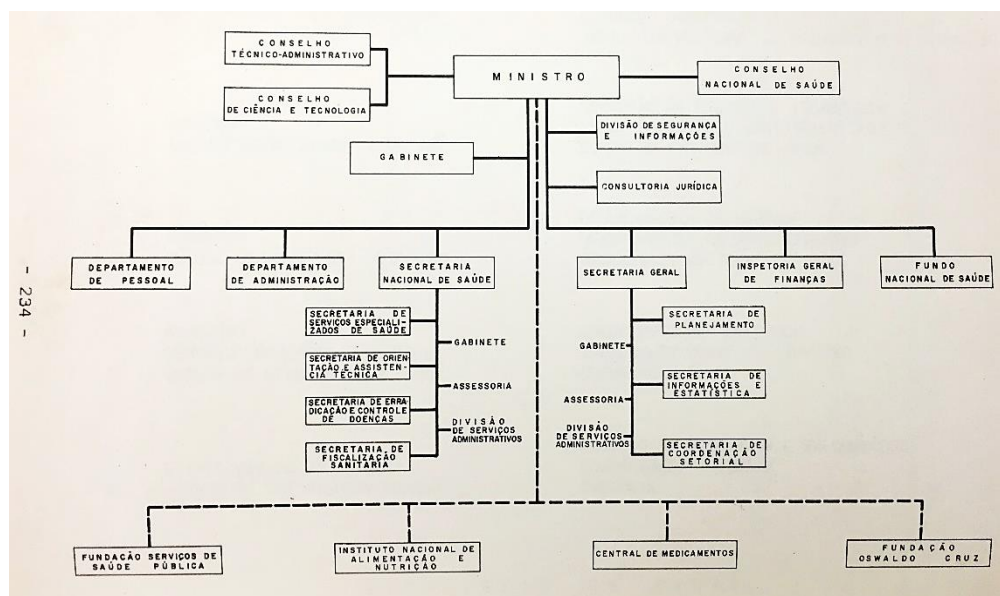 CONSELHO
TÉCNICO-ADMINISTRATIVO
MINISTRO
CONSELHO
NACIONAL DE SAÚDE
CONSELHO
DE CIÊNCIA E TECNOLOGIA
DIVISÃO DE SEGURANÇA
E INFORMAÇÕES
GABINETE
CONSULTORIA JURÍDICA
DEPARTAMENTO
DE PESSOAL
DEPARTAMENTO
DE ADMINISTRAÇÃO
SECRETARIA
NACIONAL DE SAÚDE
SECRETARIA GERAL
INSPETORIA GERAL
DE FINANÇAS
FUNDO
NACIONAL DE SAÚDE
SECRETARIA DE
SERVIÇOS ESPECIALI-
ZADOS DE SAÚDE
GABINETE
SECRETARIA DE ORIEN-
TAÇÃO E ASSISTEN-
CIA TÉCNICA
ASSESSORIA
SECRETARIA DE ERRA-
DICAÇÃO E CONTROLE
DE DOENÇAS
DIVISÃO
DE SERVIÇOS
ADMINISTRATIVOS
SECRETARIA DE
FISCALIZAÇÃO
SANITARIA
SECRETARIA DE
PLANEJAMENTO
GABINETE
SECRETARIA DE
INFORMAÇÕES E
ESTATÍSTICA
ASSESSORIA
DIVISÃO
DE SERVIÇOS
ADMINISTRATIVOS
SECRETARIA DE
COORDENAÇÃO
SETORIAL
FUNDAÇÃO SERVIÇOS DE
SAÚDE PÚBLICA
INSTITUTO NACIONAL DE
ALIMENTAÇÃO E
NUTRIÇÃO
CENTRAL DE MEDICAMENTOS
FUNDAÇÃO
OSWALDO CRUZ
- 234 -